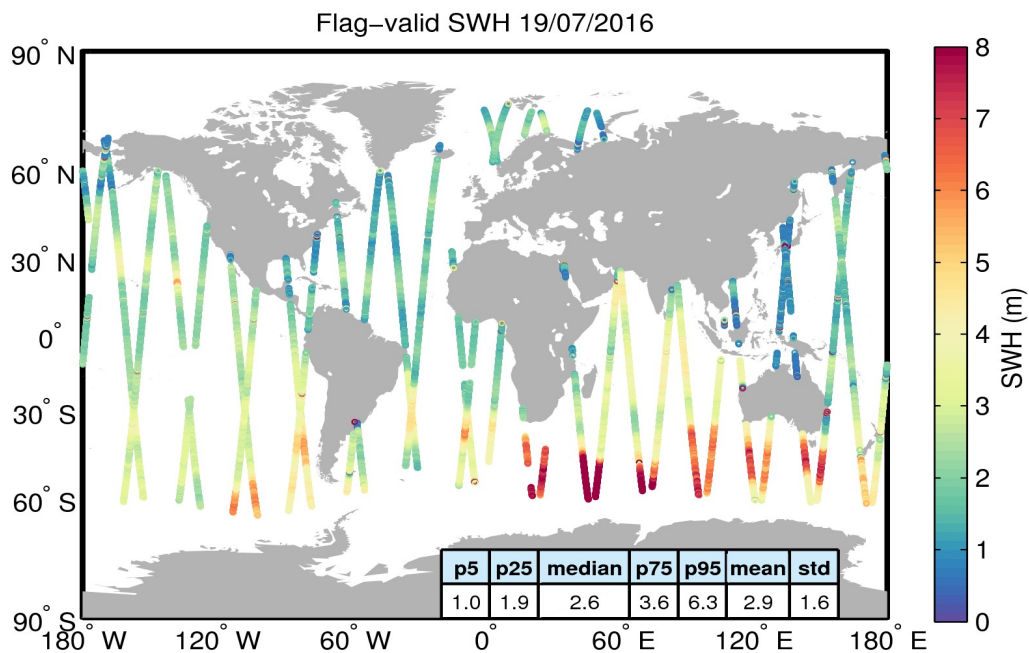 Flag−valid SWH 19/07/2016
90° N
60° N
30° N
0°
30° S
60° S
90° S
180° W
120° W
60° W
0°
60° E
120° E
180° E
p5 p25 median p75 p95 mean std
1.0 1.9 2.6 3.6 6.3 2.9 1.6
8
7
6
5
4
3
2
1
0
SWH (m)